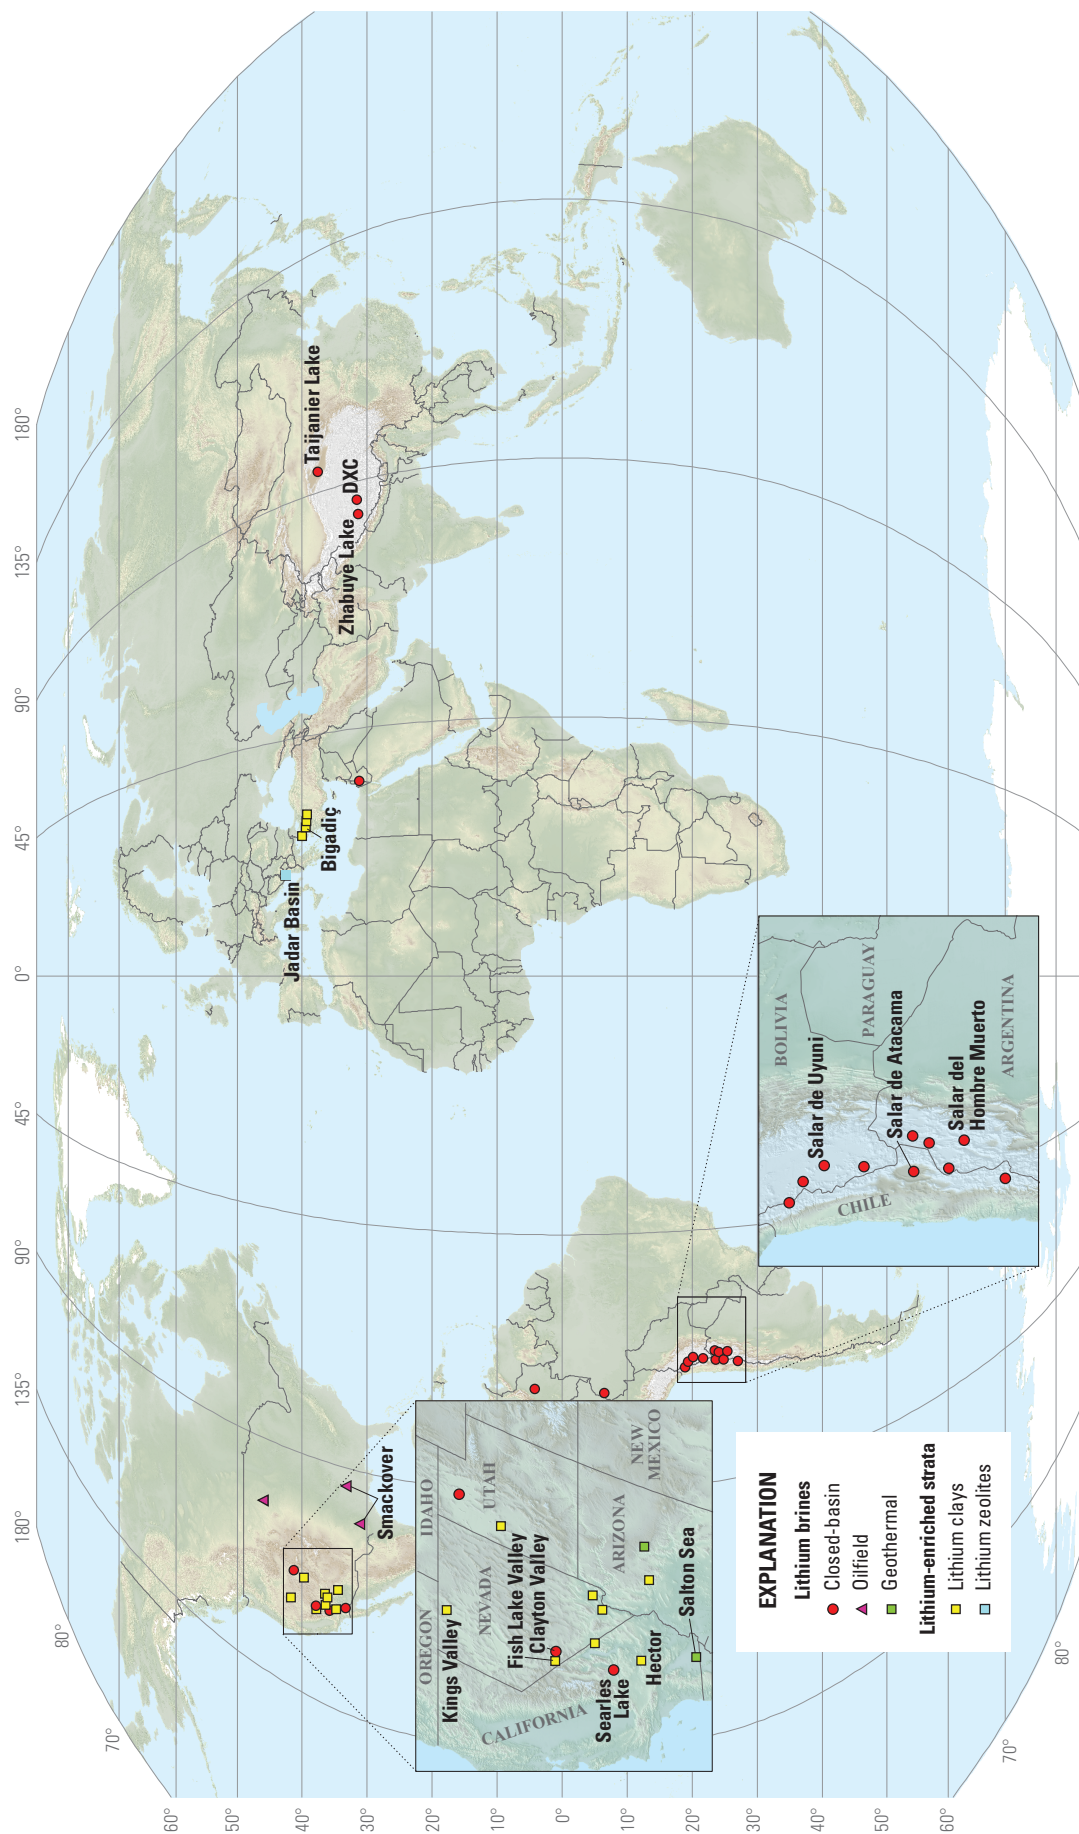 180°
135°
90°
45°
0°
45°
90°
135°
180°
80°
70°
60°
50°
40°
30°
20°
10°
0°
10°
20°
30°
40°
50°
60°
70°
80°
Taijanier Lake
DXC
Zhabuye Lake
Bigadiç
Jadar Basin
Smackover
OREGON
IDAHO
Kings Valley
NEVADA
UTAH
Fish Lake Valley
Clayton Valley
CALIFORNIA
Searles
Lake
Hector
ARIZONA
NEW
MEXICO
Salton Sea
BOLIVIA
Salar de Uyuni
PARAGUAY
CHILE
Salar de Atacama
Salar del
Hombre Muerto
ARGENTINA
EXPLANATION
Lithium brines
Closed-basin
Oilfield
Geothermal
Lithium-enriched strata
Lithium clays
Lithium zeolites